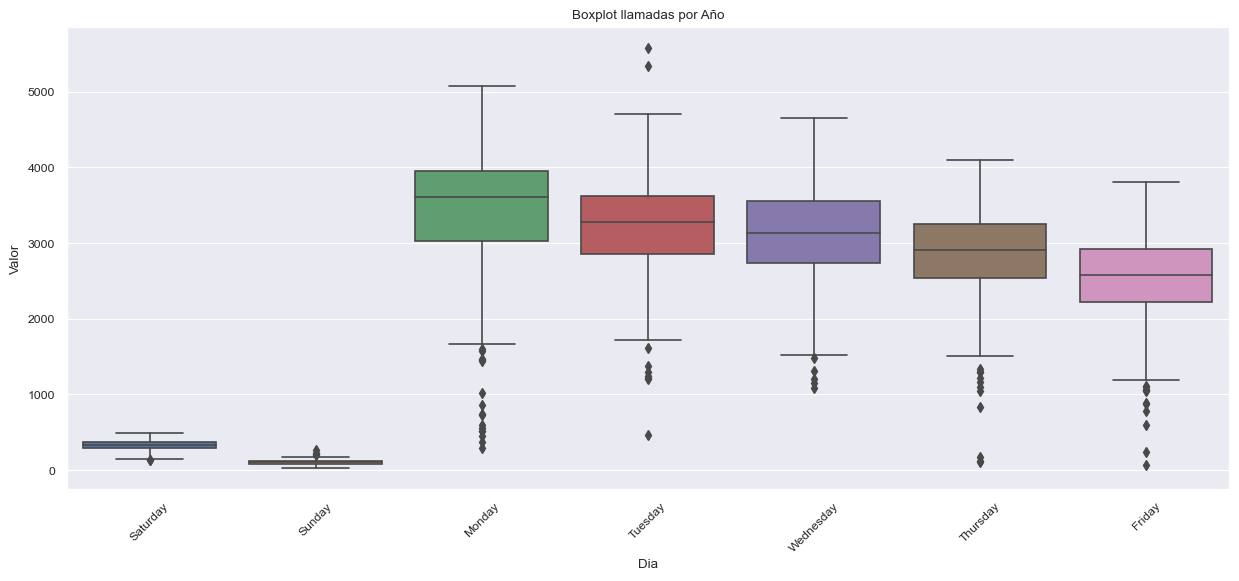 Boxplot llamadas por Año
Valor
5000
4000
3000
2000
1000
0
Saturday
Sunday
Monday
Tuesday
Wednesday
Thursday
Friday
Dia